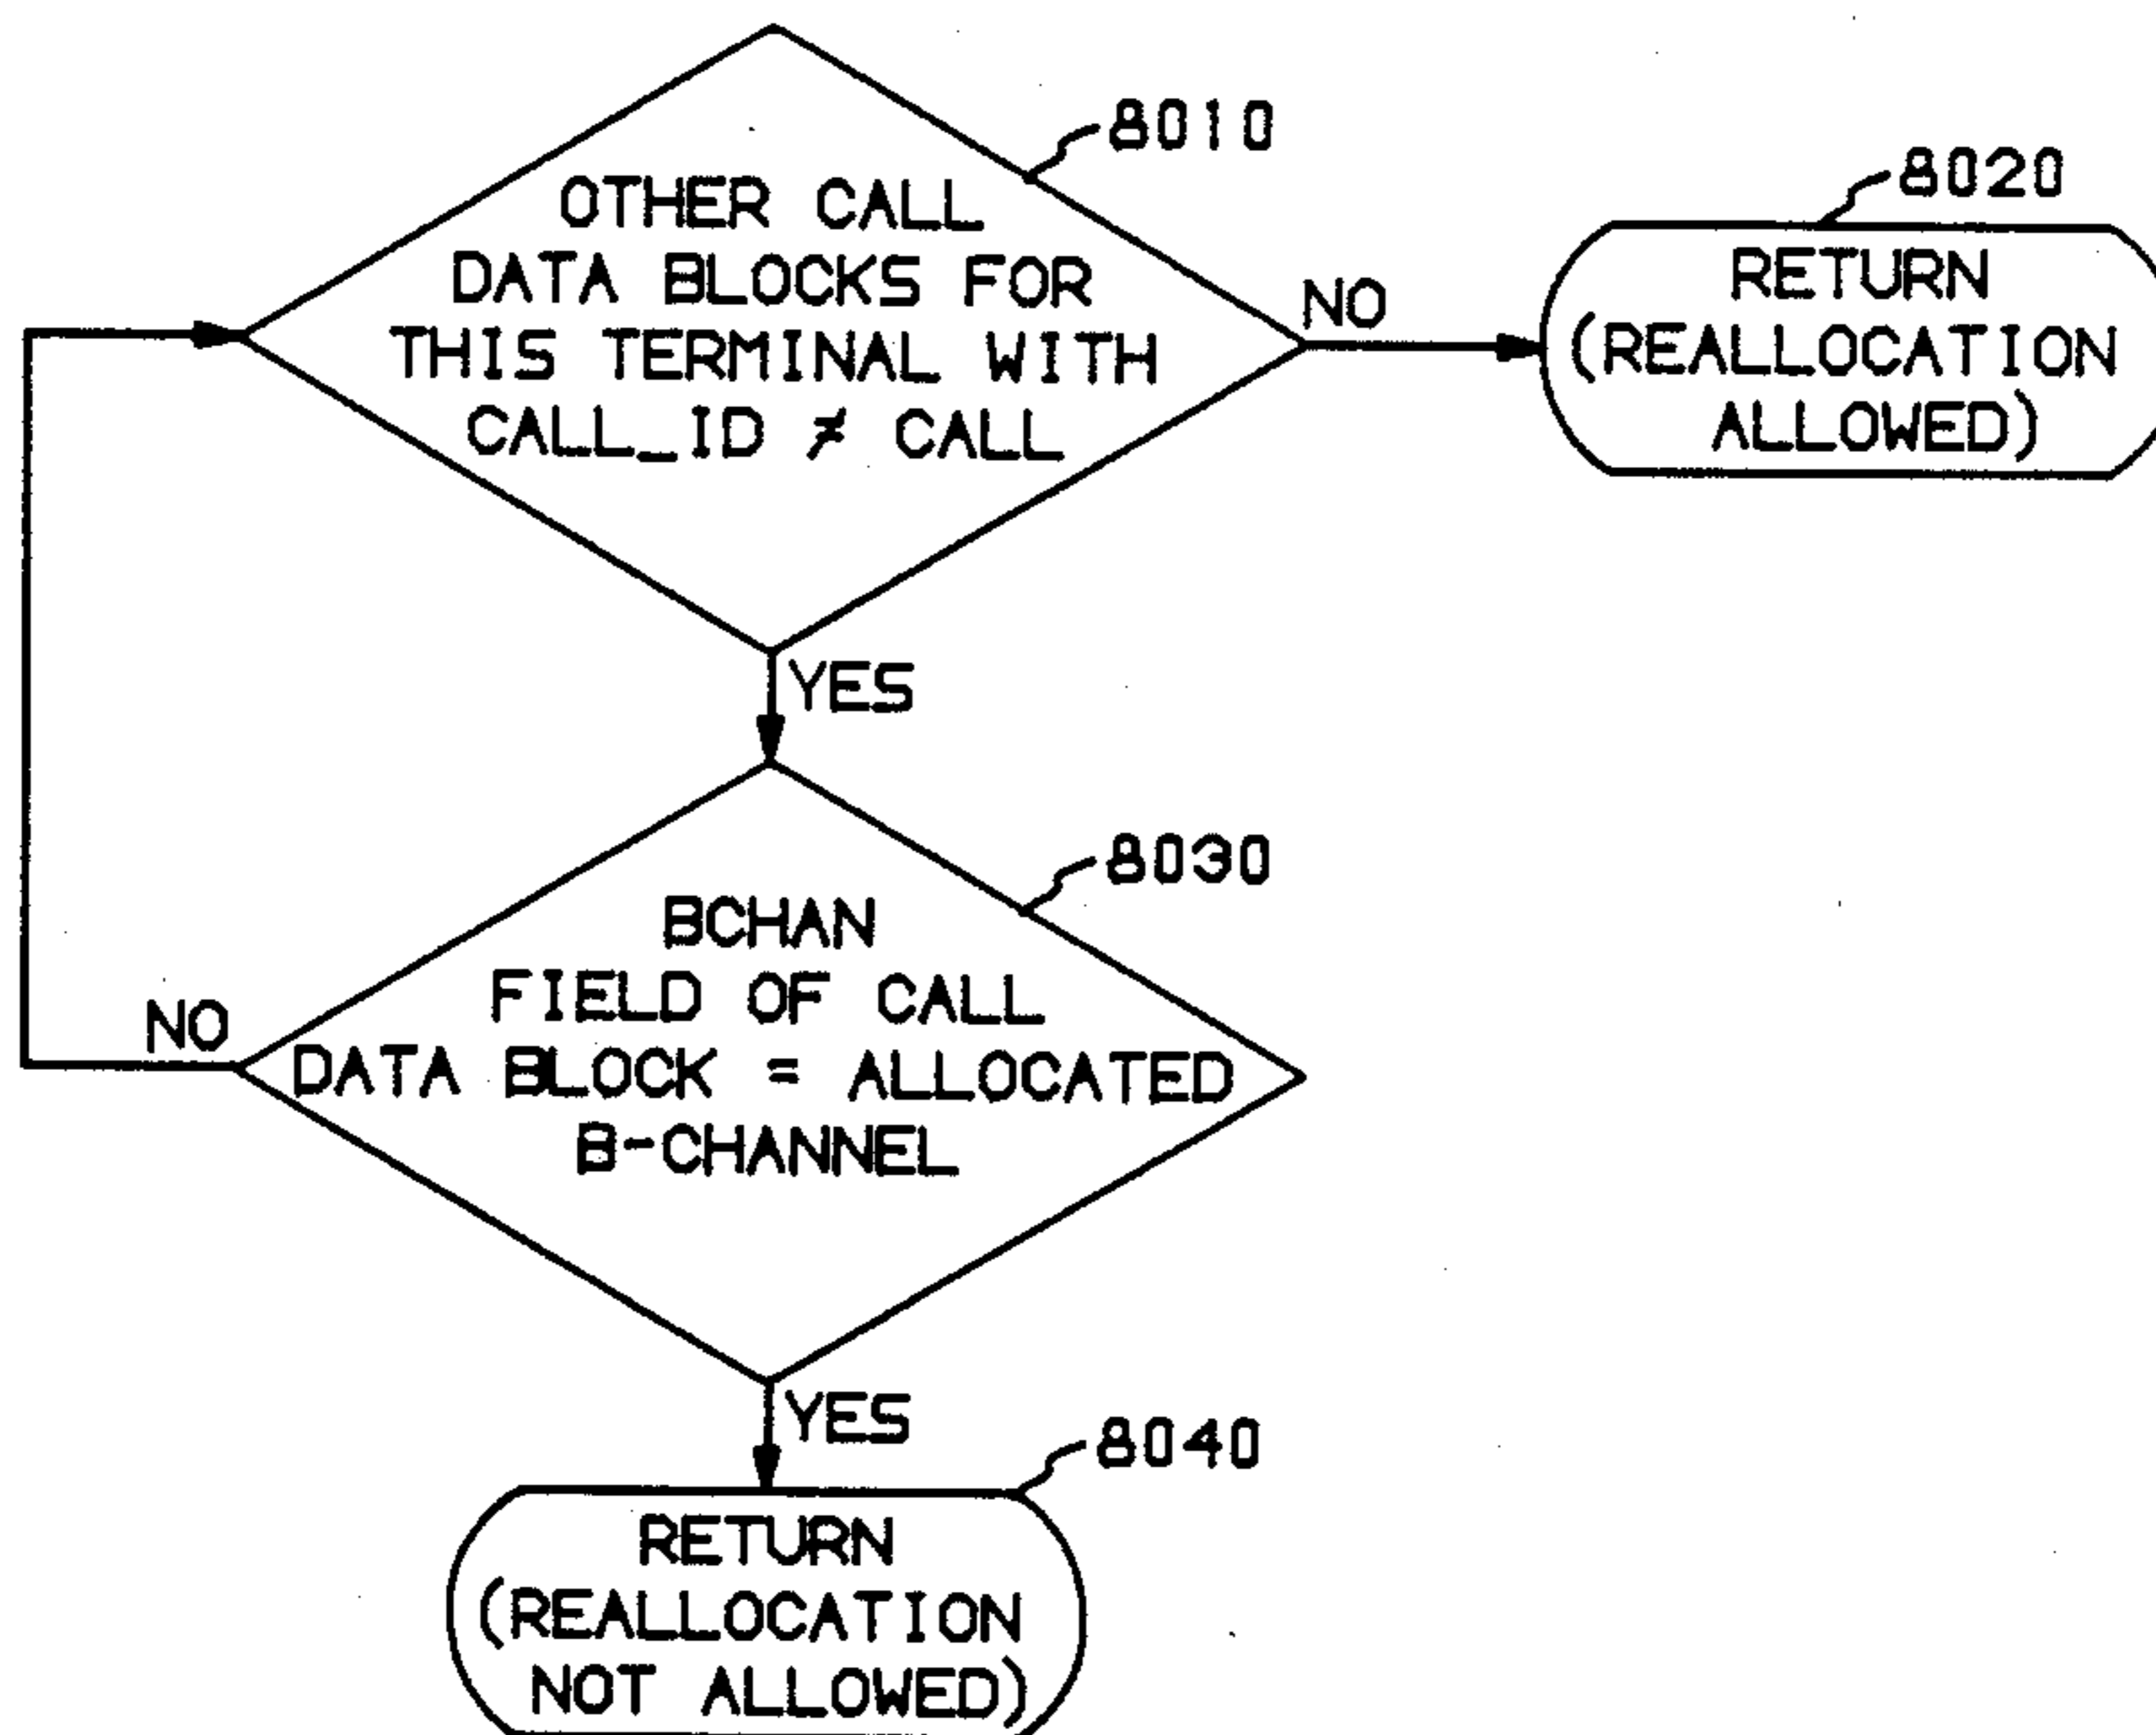 8010
OTHER CALL
DATA BLOCKS FOR
THIS TERMINAL WITH
CALL_ID ≠ CALL
NO
8020
RETURN
(REALLOCATION
ALLOWED)
YES
8030
BCHAN
FIELD OF CALL
DATA BLOCK = ALLOCATED
B-CHANNEL
NO
YES
8040
RETURN
(REALLOCATION
NOT ALLOWED)